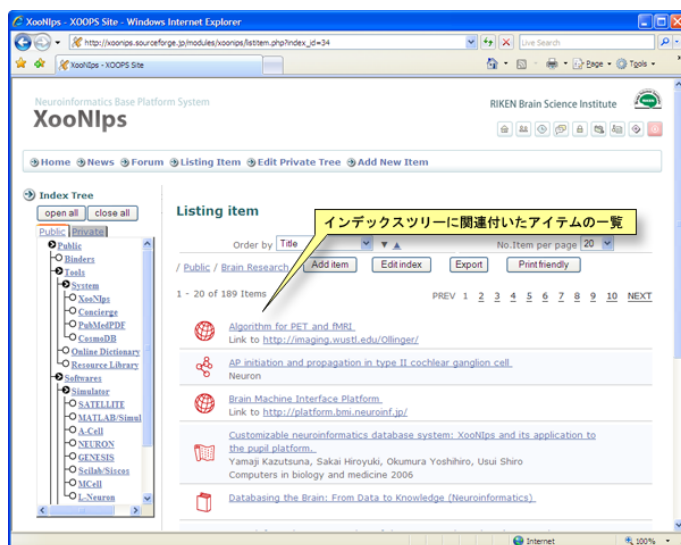 XooNIps - XOOPS Site - Windows Internet Explorer
http://xoonips.sourceforge.jp/modules/xoonips/listitem.php?index_id=34
Live Search
XooNIps - XOOPS Site
Page
Tools
Neuroinformatics Base Platform System
XooNIps
RIKEN Brain Science Institute
Home News Forum Listing Item Edit Private Tree Add New Item
Index Tree
open all close all
Public Private
Public
Binders
Tools
System
XooNIps
Concierge
PubMedPDF
CosmoDB
Online Dictionary
Resource Library
Softwares
Simulator
SATELLITE
MATLAB/Simul
A-Cell
NEURON
GENESIS
Scilab/Sixcos
MCell
L-Neuron
Listing item
インデックスツリーに関連付いたアイテムの一覧
Order by Title ▼ ▲ No.Item per page 20
/ Public / Brain Research Add item Edit index Export Print friendly
1 - 20 of 189 Items PREV 1 2 3 4 5 6 7 8 9 10 NEXT
Algorithm for PET and fMRI.
Link to http://imaging.wustl.edu/Ollinger/
AP initiation and propagation in type II cochlear ganglion cell
Neuron
Brain Machine Interface Platform
Link to http://platform.bmi.neuroinf.jp/
Customizable neuroinformatics database system: XooNIps and its application to
the pupil platform.
Yamaji Kazutsuna, Sakai Hiroyuki, Okumura Yoshihiro, Usui Shiro
Computers in biology and medicine 2006
Databasing the Brain: From Data to Knowledge (Neuroinformatics)
Internet 100%